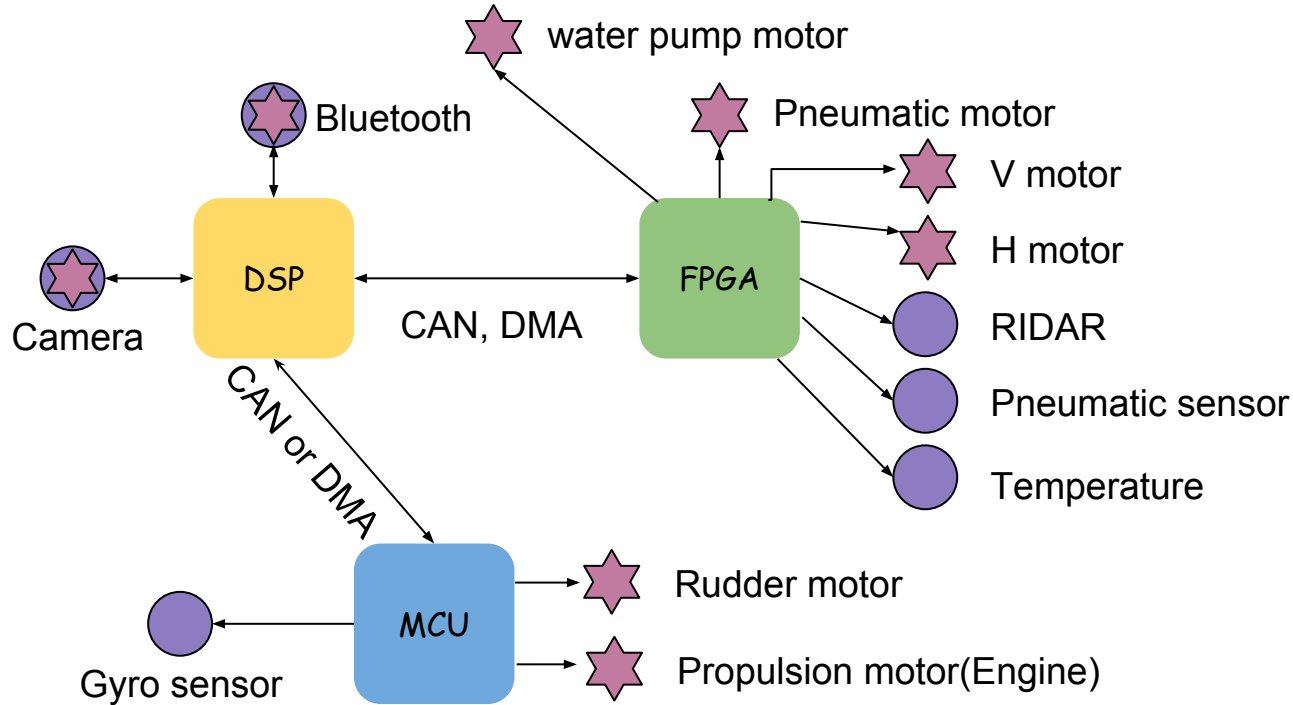 water pump motor
Pneumatic motor
Bluetooth
V motor
H motor
DSP
FPGA
Camera
CAN, DMA
RIDAR
Pneumatic sensor
CAN or DMA
Temperature
Rudder motor
MCU
Gyro sensor
Propulsion motor(Engine)